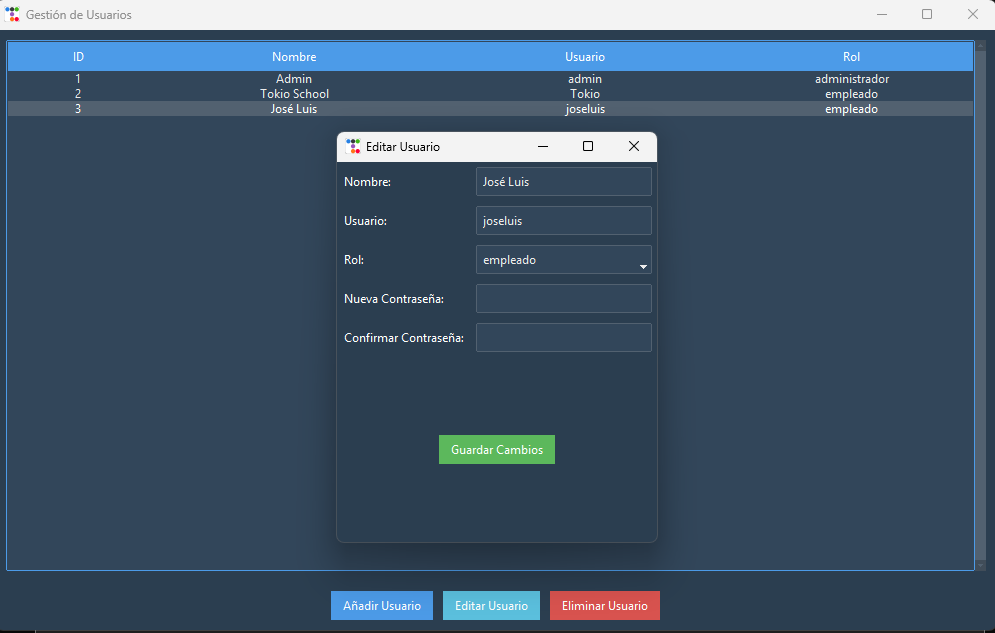 Gestión de Usuarios
ID Nombre Usuario Rol
1 Admin admin administrador
2 Tokio School Tokio empleado
3 José Luis joseluis empleado
Editar Usuario
Nombre: José Luis
Usuario: joseluis
Rol: empleado
Nueva Contraseña:
Confirmar Contraseña:
Guardar Cambios
Añadir Usuario Editar Usuario Eliminar Usuario